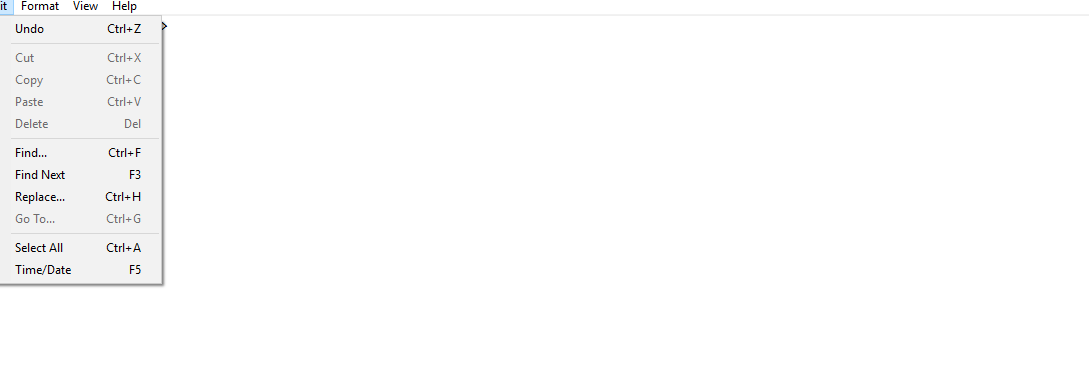 it Format View Help
Undo Ctrl+Z
Cut Ctrl+X
Copy Ctrl+C
Paste Ctrl+V
Delete Del
Find... Ctrl+F
Find Next F3
Replace... Ctrl+H
Go To... Ctrl+G
Select All Ctrl+A
Time/Date F5